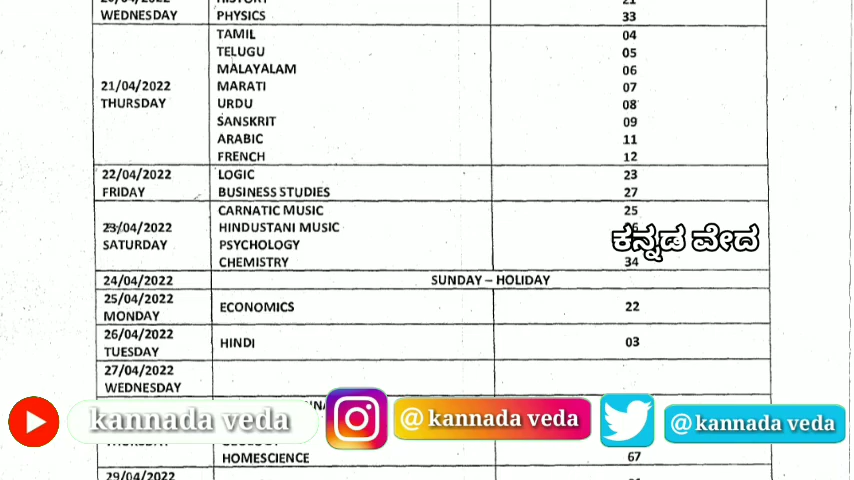 WEDNESDAY PHYSICS 33
TAMIL 04
TELUGU 05
MALAYALAM 06
21/04/2022 MARATI 07
THURSDAY URDU 08
SANSKRIT 09
ARABIC 11
FRENCH 12
22/04/2022 LOGIC 23
FRIDAY BUSINESS STUDIES 27
CARNATIC MUSIC 25
23/04/2022 HINDUSTANI MUSIC
SATURDAY PSYCHOLOGY
ಕನ್ನಡ ವೇದ
CHEMISTRY 34
24/04/2022 SUNDAY – HOLIDAY
25/04/2022
MONDAY
ECONOMICS 22
26/04/2022
TUESDAY
HINDI 03
27/04/2022
WEDNESDAY
kannada veda
@ kannada veda
@ kannada veda
HOMESCIENCE 67
29/04/2022